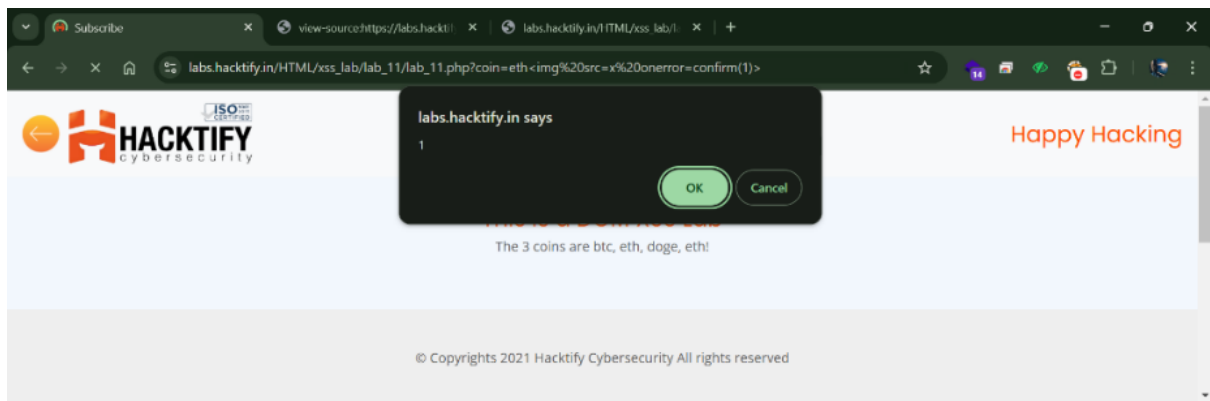 Subscribe
view-source:https://labs.hackti
labs.hacktify.in/HTML/xss_lab/l
labs.hacktify.in/HTML/xss_lab/lab_11/lab_11.php?coin=eth<img%20src=x%20onerror=confirm(1)>
14
ISO
CERTIFIED
HACKTIFY
cybersecurity
labs.hacktify.in says
1
OK
Cancel
Happy Hacking
The 3 coins are btc, eth, doge, eth!
© Copyrights 2021 Hacktify Cybersecurity All rights reserved